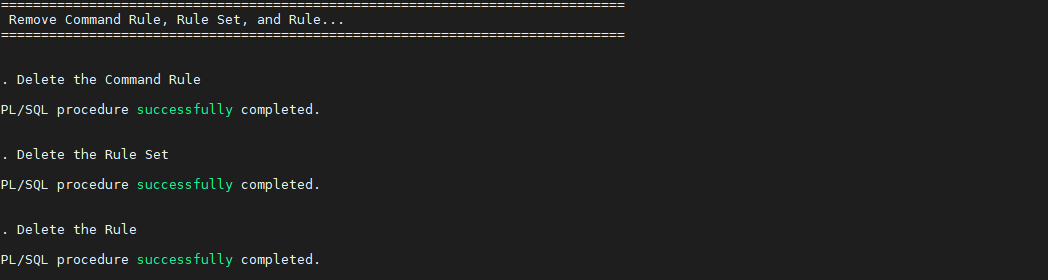 ==============================================================================
 Remove Command Rule, Rule Set, and Rule...
==============================================================================
. Delete the Command Rule
PL/SQL procedure successfully completed.
. Delete the Rule Set
PL/SQL procedure successfully completed.
. Delete the Rule
PL/SQL procedure successfully completed.